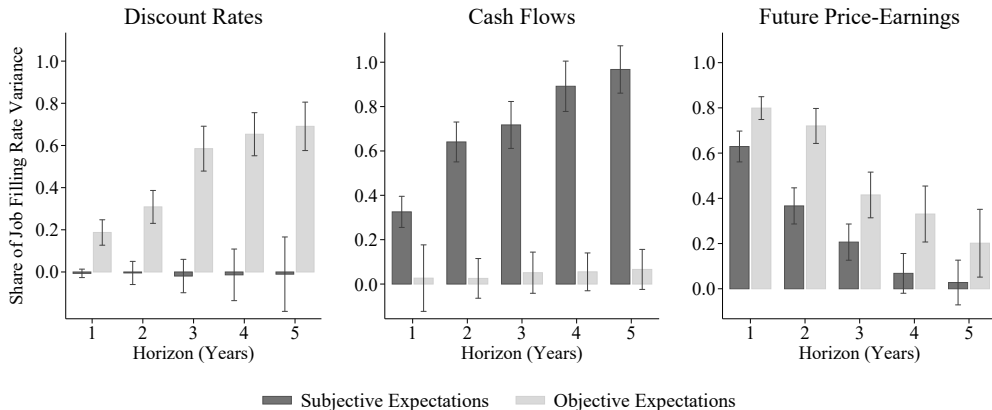 Discount Rates
Cash Flows
Future Price-Earnings
Share of Job Filling Rate Variance
1.0
0.8
0.6
0.4
0.2
0.0
1 2 3 4 5
Horizon (Years)
1.0
0.8
0.6
0.4
0.2
0.0
1 2 3 4 5
Horizon (Years)
1.0
0.8
0.6
0.4
0.2
0.0
1 2 3 4 5
Horizon (Years)
Subjective Expectations
Objective Expectations